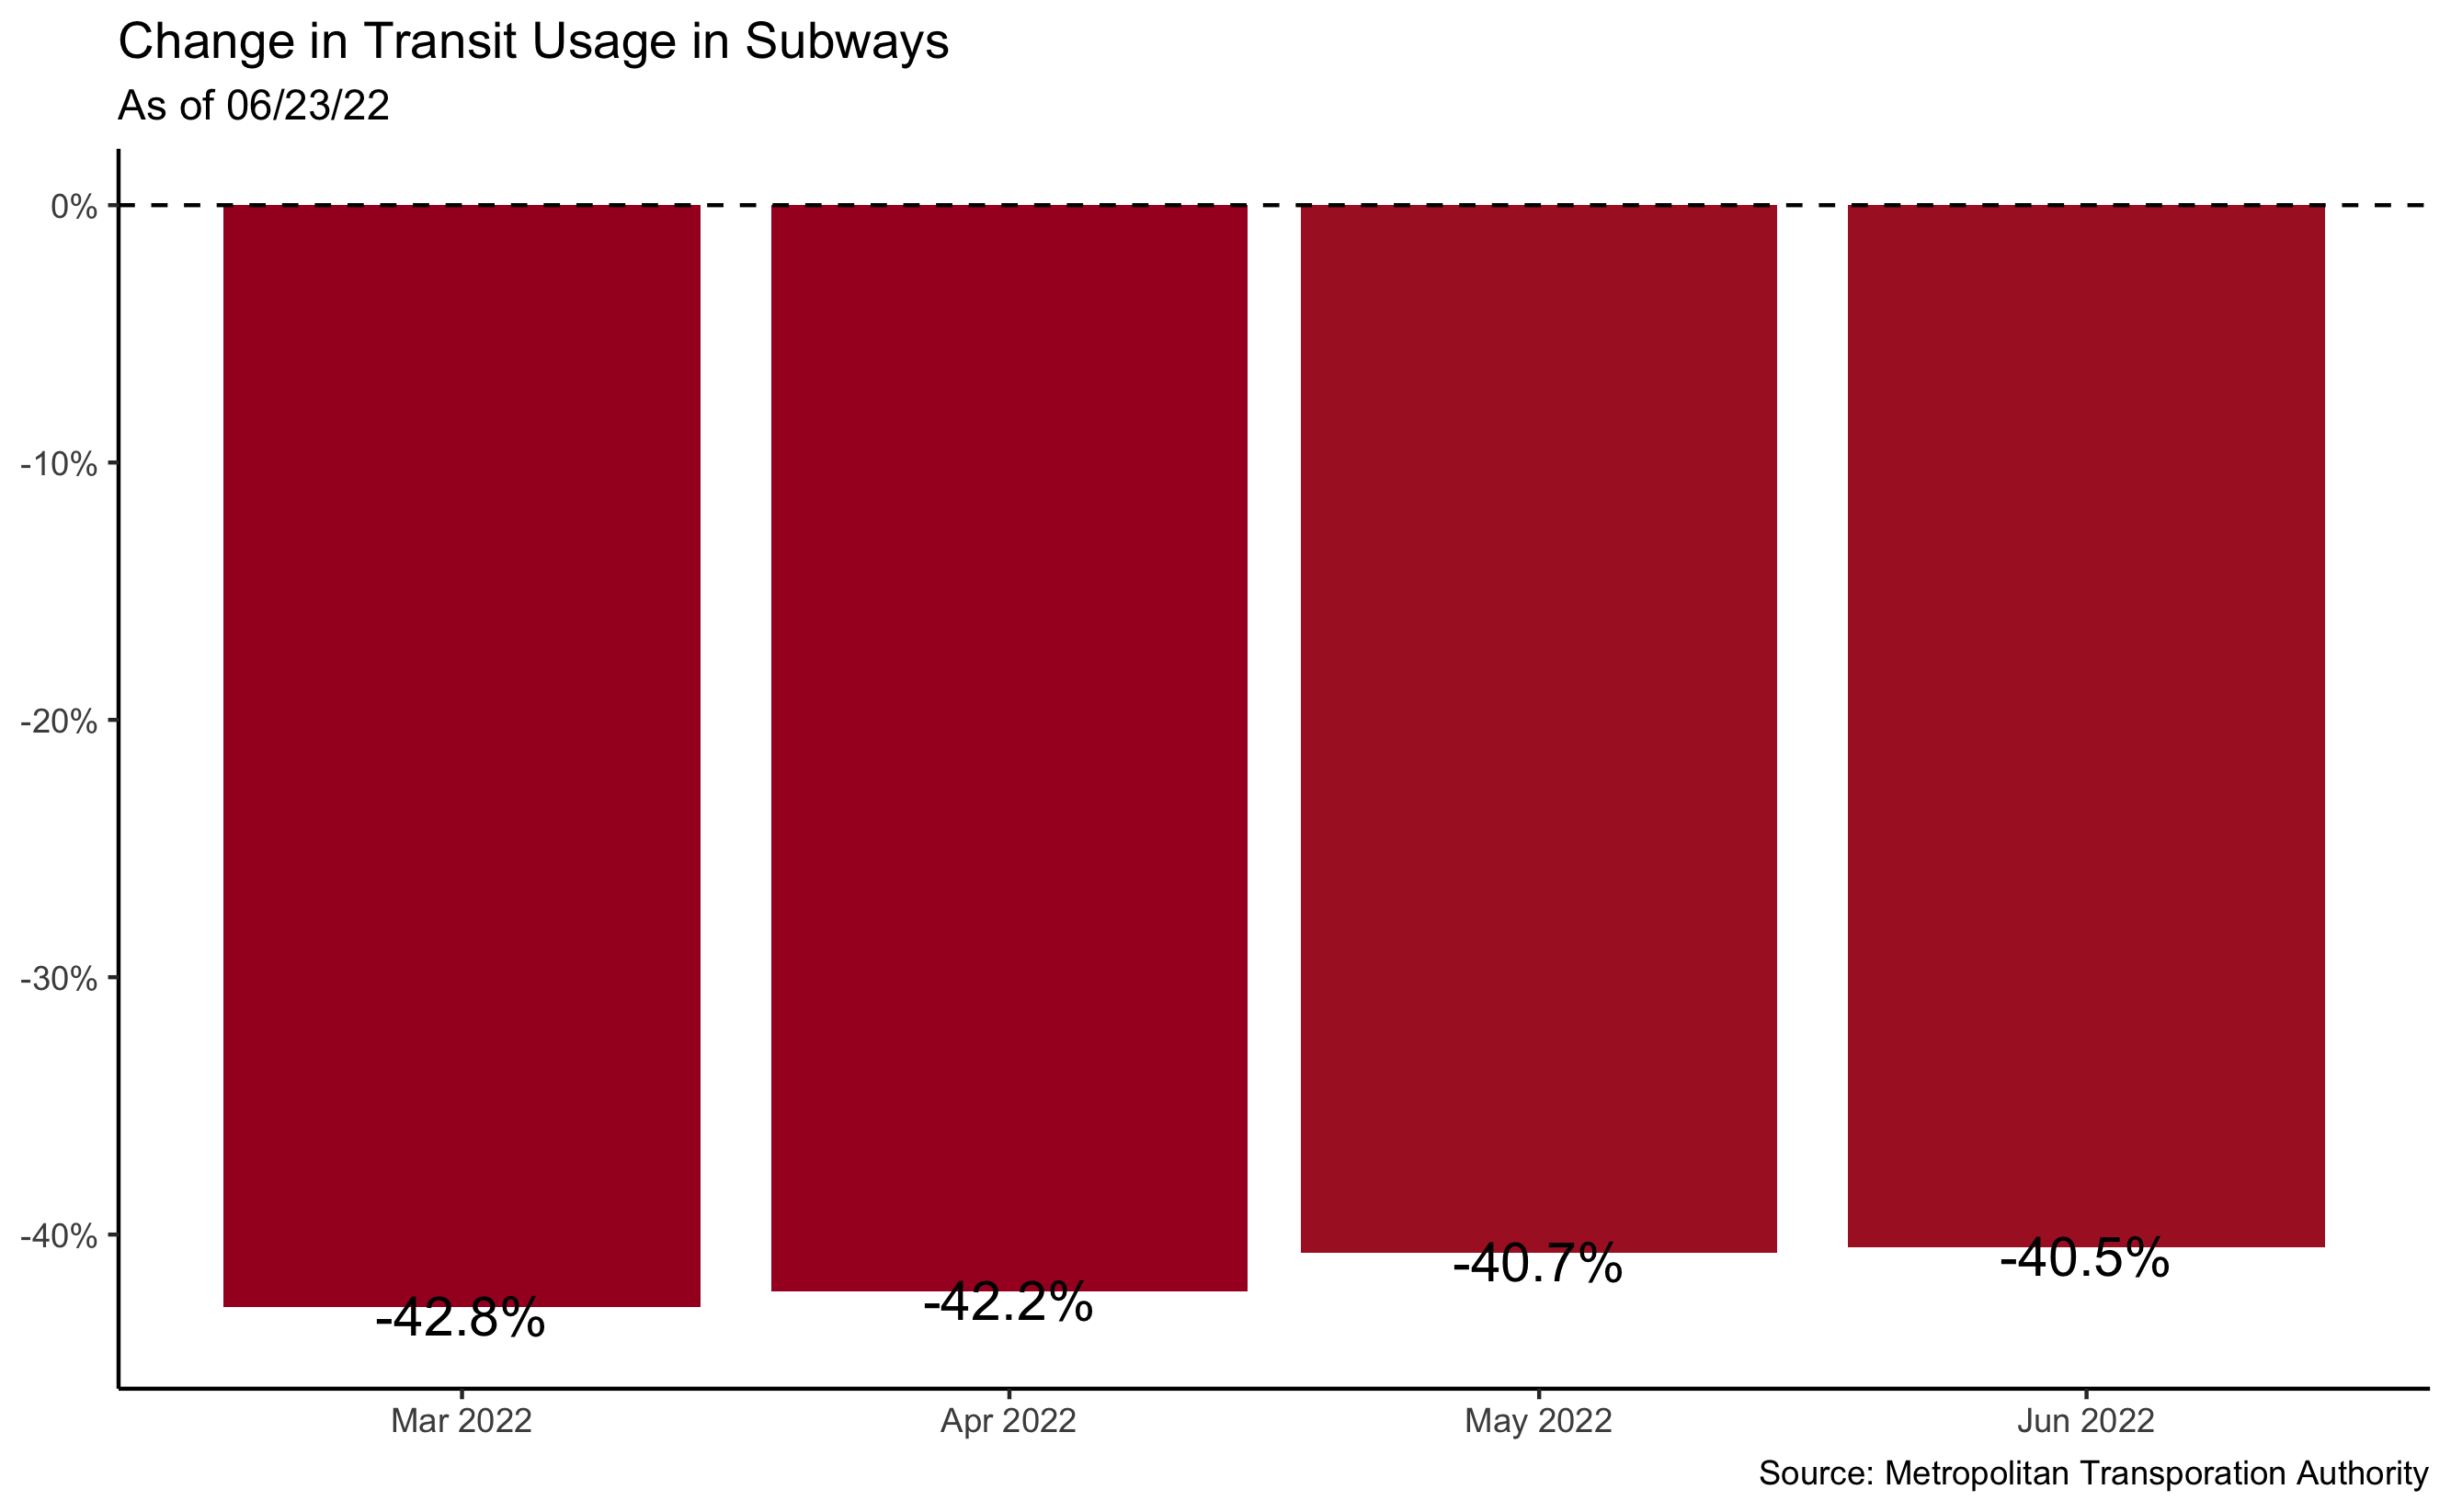 Change in Transit Usage in Subways
As of 06/23/22
0%
-10%
-20%
-30%
-40%
-42.8%
-42.2%
-40.7%
-40.5%
Mar 2022
Apr 2022
May 2022
Jun 2022
Source: Metropolitan Transporation Authority